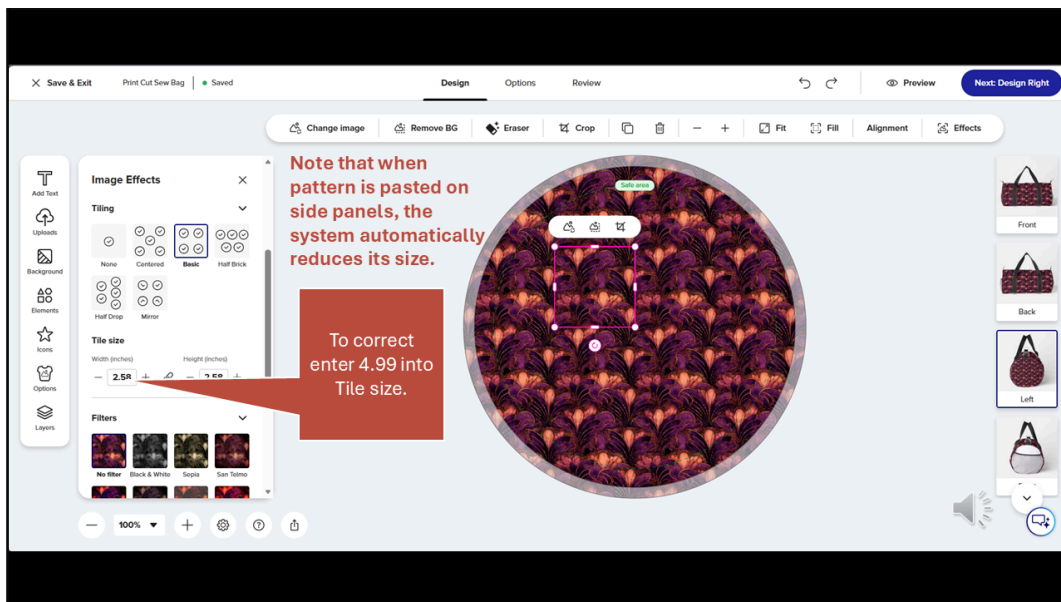 Save & Exit
Print Cut Sew Bag
Saved
Design
Options
Review
Preview
Next: Design Right
Change image
Remove BG
Eraser
Crop
Fit
Fill
Alignment
Effects
Add Text
Uploads
Background
Elements
Icons
Options
Layers
Image Effects
Tiling
None
Centered
Basic
Half Brick
Half Drop
Mirror
Tile size
Width (inches)
Height (inches)
2.58
2.58
Filters
No filter
Black & White
Sepia
San Telmo
100%
Note that when
pattern is pasted on
side panels, the
system automatically
reduces its size.
To correct
enter 4.99 into
Tile size.
Safe area
Front
Back
Left